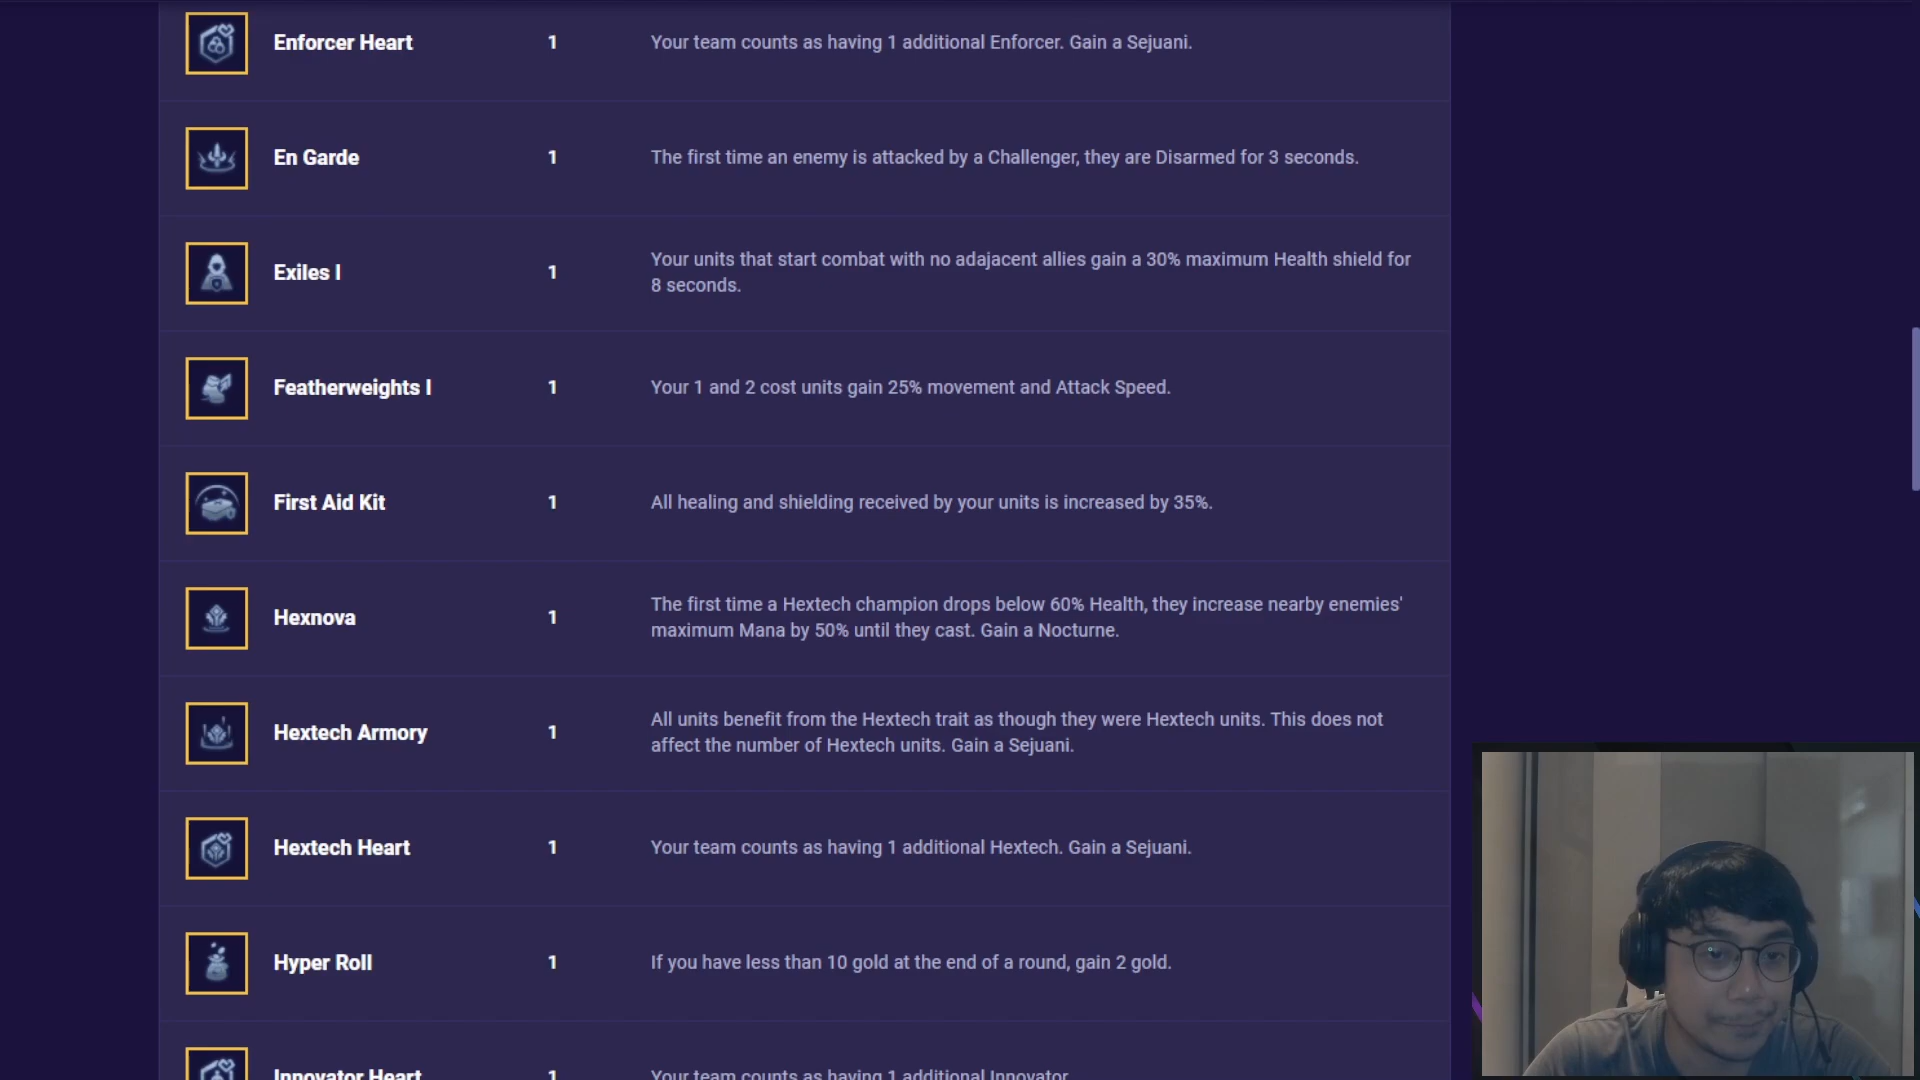 Enforcer Heart 1 Your team counts as having 1 additional Enforcer. Gain a Sejuani.
En Garde 1 The first time an enemy is attacked by a Challenger, they are Disarmed for 3 seconds.
Exiles I 1 Your units that start combat with no adajacent allies gain a 30% maximum Health shield for
8 seconds.
Featherweights I 1 Your 1 and 2 cost units gain 25% movement and Attack Speed.
First Aid Kit 1 All healing and shielding received by your units is increased by 35%.
Hexnova 1 The first time a Hextech champion drops below 60% Health, they increase nearby enemies'
maximum Mana by 50% until they cast. Gain a Nocturne.
Hextech Armory 1 All units benefit from the Hextech trait as though they were Hextech units. This does not
affect the number of Hextech units. Gain a Sejuani.
Hextech Heart 1 Your team counts as having 1 additional Hextech. Gain a Sejuani.
Hyper Roll 1 If you have less than 10 gold at the end of a round, gain 2 gold.
Innovator Heart 1 Your team counts as having 1 additional Innovator.